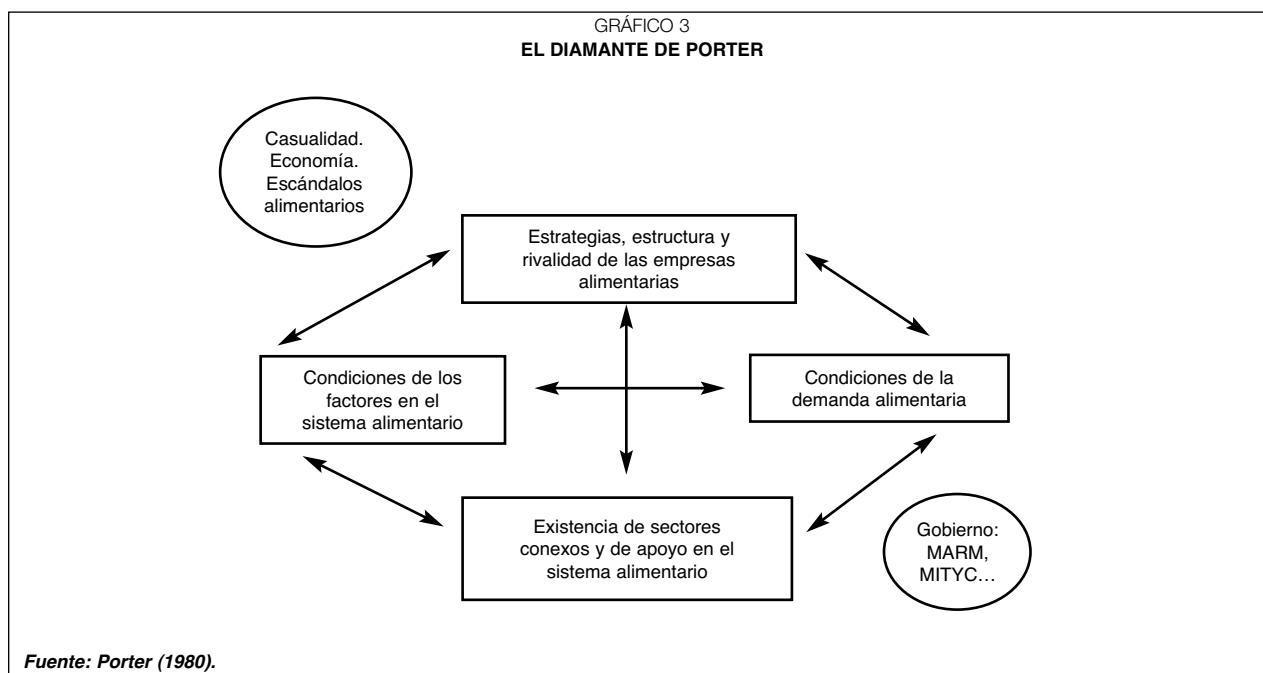 GRÁFICO 3
EL DIAMANTE DE PORTER
Casualidad.
Economía.
Escándalos
alimentarios
Estrategias, estructura y
rivalidad de las empresas
alimentarias
Condiciones de los
factores en el
sistema alimentario
Condiciones de la
demanda alimentaria
Existencia de sectores
conexos y de apoyo en el
sistema alimentario
Gobierno:
MARM,
MITYC…
Fuente: Porter (1980).